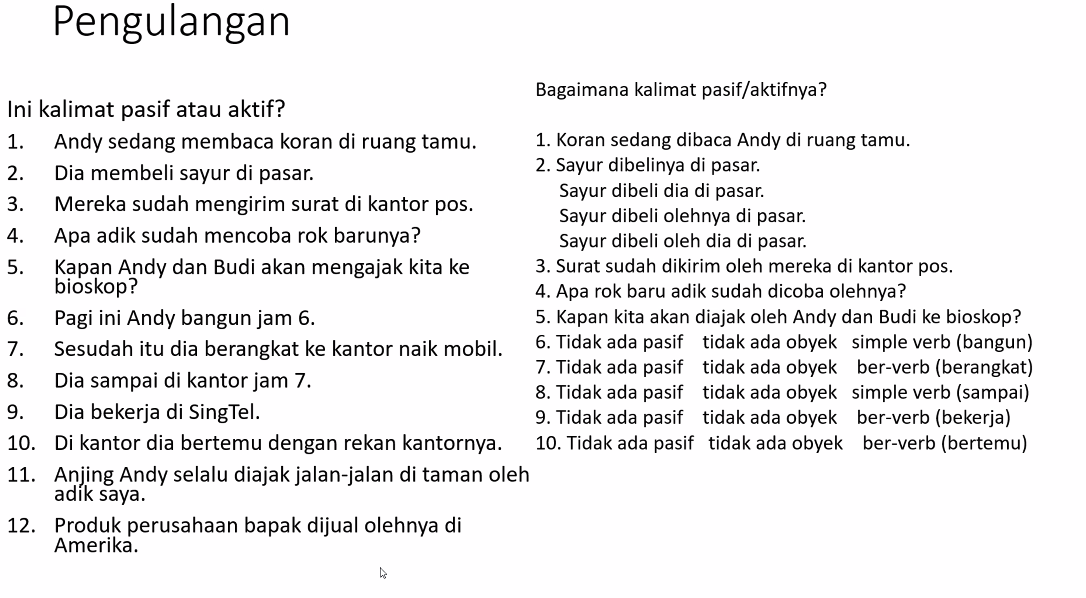 Pengulangan
Ini kalimat pasif atau aktif?
1. Andy sedang membaca koran di ruang tamu.
2. Dia membeli sayur di pasar.
3. Mereka sudah mengirim surat di kantor pos.
4. Apa adik sudah mencoba rok barunya?
5. Kapan Andy dan Budi akan mengajak kita ke
bioskop?
6. Pagi ini Andy bangun jam 6.
7. Sesudah itu dia berangkat ke kantor naik mobil.
8. Dia sampai di kantor jam 7.
9. Dia bekerja di SingTel.
10. Di kantor dia bertemu dengan rekan kantornya.
11. Anjing Andy selalu diajak jalan-jalan di taman oleh
adik saya.
12. Produk perusahaan bapak dijual olehnya di
Amerika.
Bagaimana kalimat pasif/aktifnya?
1. Koran sedang dibaca Andy di ruang tamu.
2. Sayur dibelinya di pasar.
Sayur dibeli dia di pasar.
Sayur dibeli olehnya di pasar.
Sayur dibeli oleh dia di pasar.
3. Surat sudah dikirim oleh mereka di kantor pos.
4. Apa rok baru adik sudah dicoba olehnya?
5. Kapan kita akan diajak oleh Andy dan Budi ke bioskop?
6. Tidak ada pasif tidak ada obyek simple verb (bangun)
7. Tidak ada pasif tidak ada obyek ber-verb (berangkat)
8. Tidak ada pasif tidak ada obyek simple verb (sampai)
9. Tidak ada pasif tidak ada obyek ber-verb (bekerja)
10. Tidak ada pasif tidak ada obyek ber-verb (bertemu)